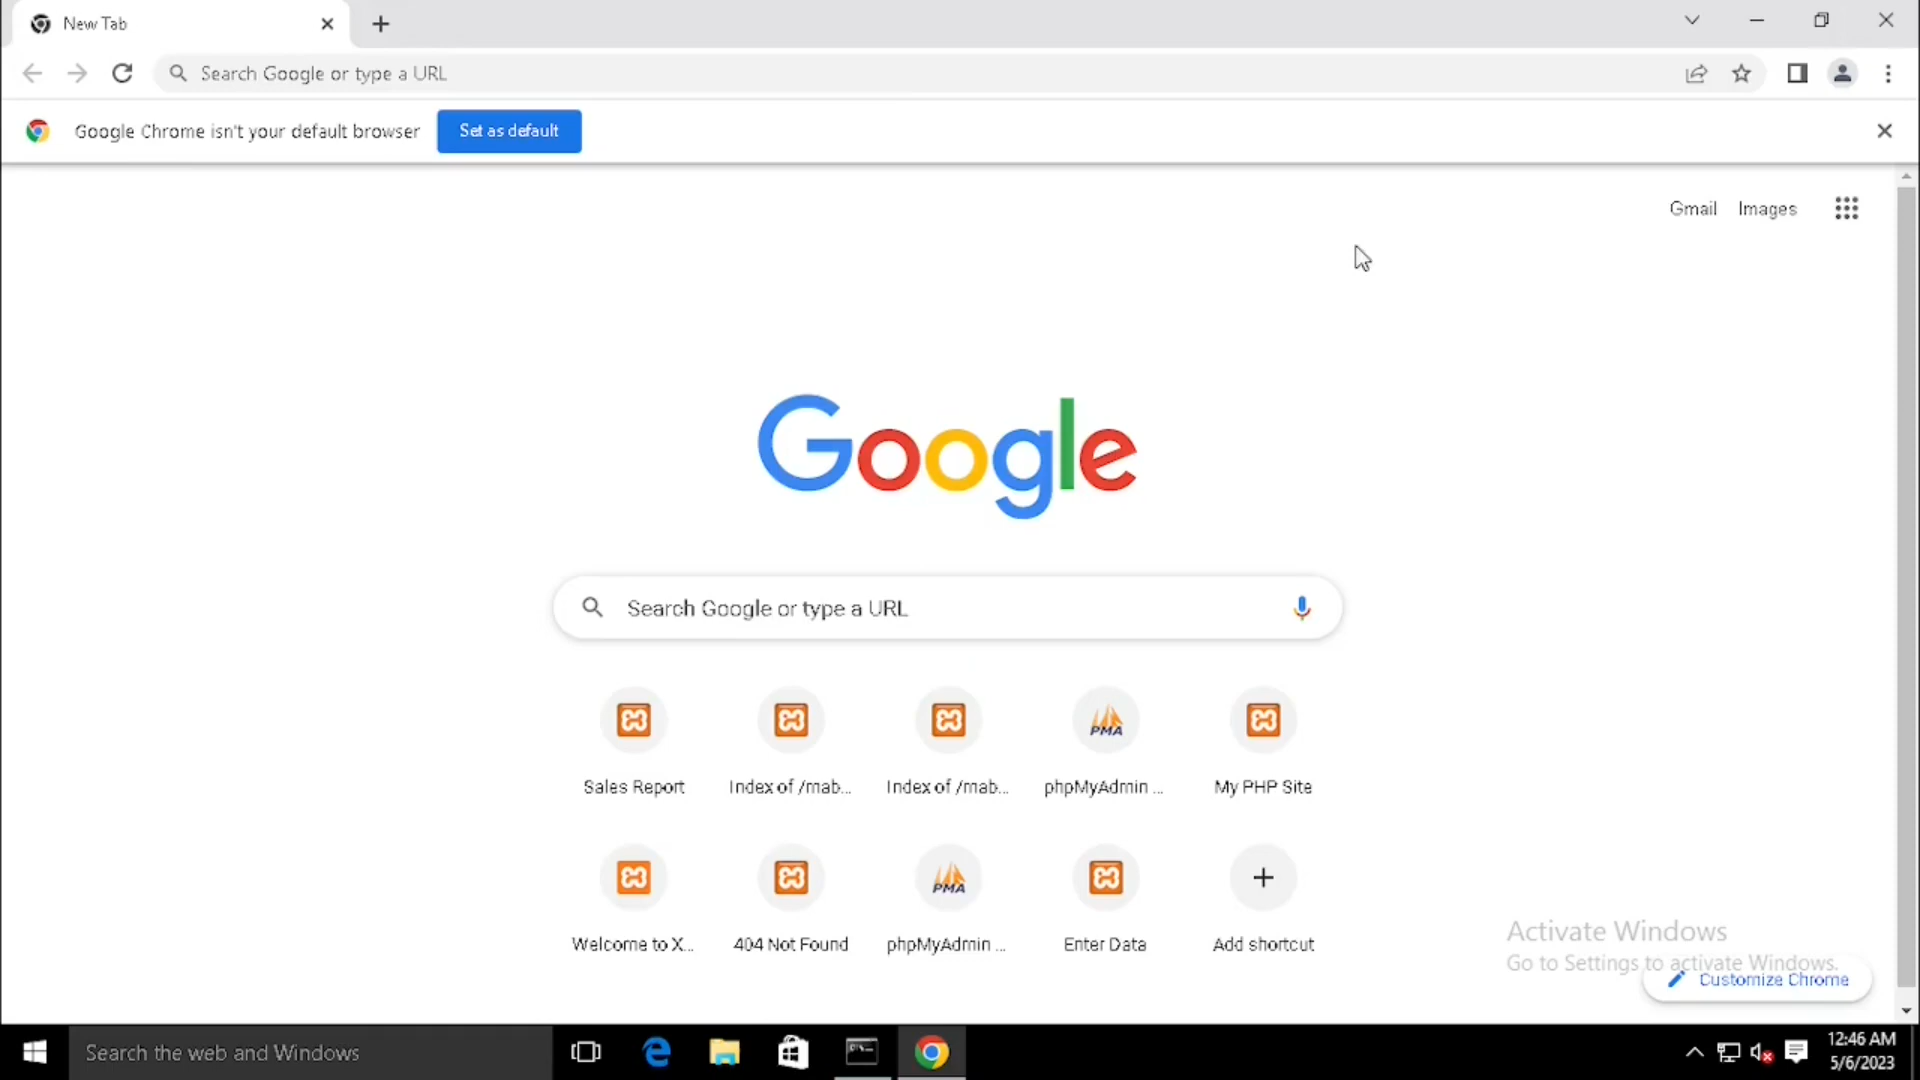 New Tab
Search Google or type a URL
Google Chrome isn't your default browser
Set as default
Gmail
Images
Google
Search Google or type a URL
Sales Report
Index of /mab...
Index of /mab...
phpMyAdmin ...
My PHP Site
Welcome to X...
404 Not Found
phpMyAdmin ...
Enter Data
Add shortcut
PMA
PMA
Activate Windows
Go to Settings to activate Windows.
Customize Chrome
Search the web and Windows
12:46 AM
5/6/2023